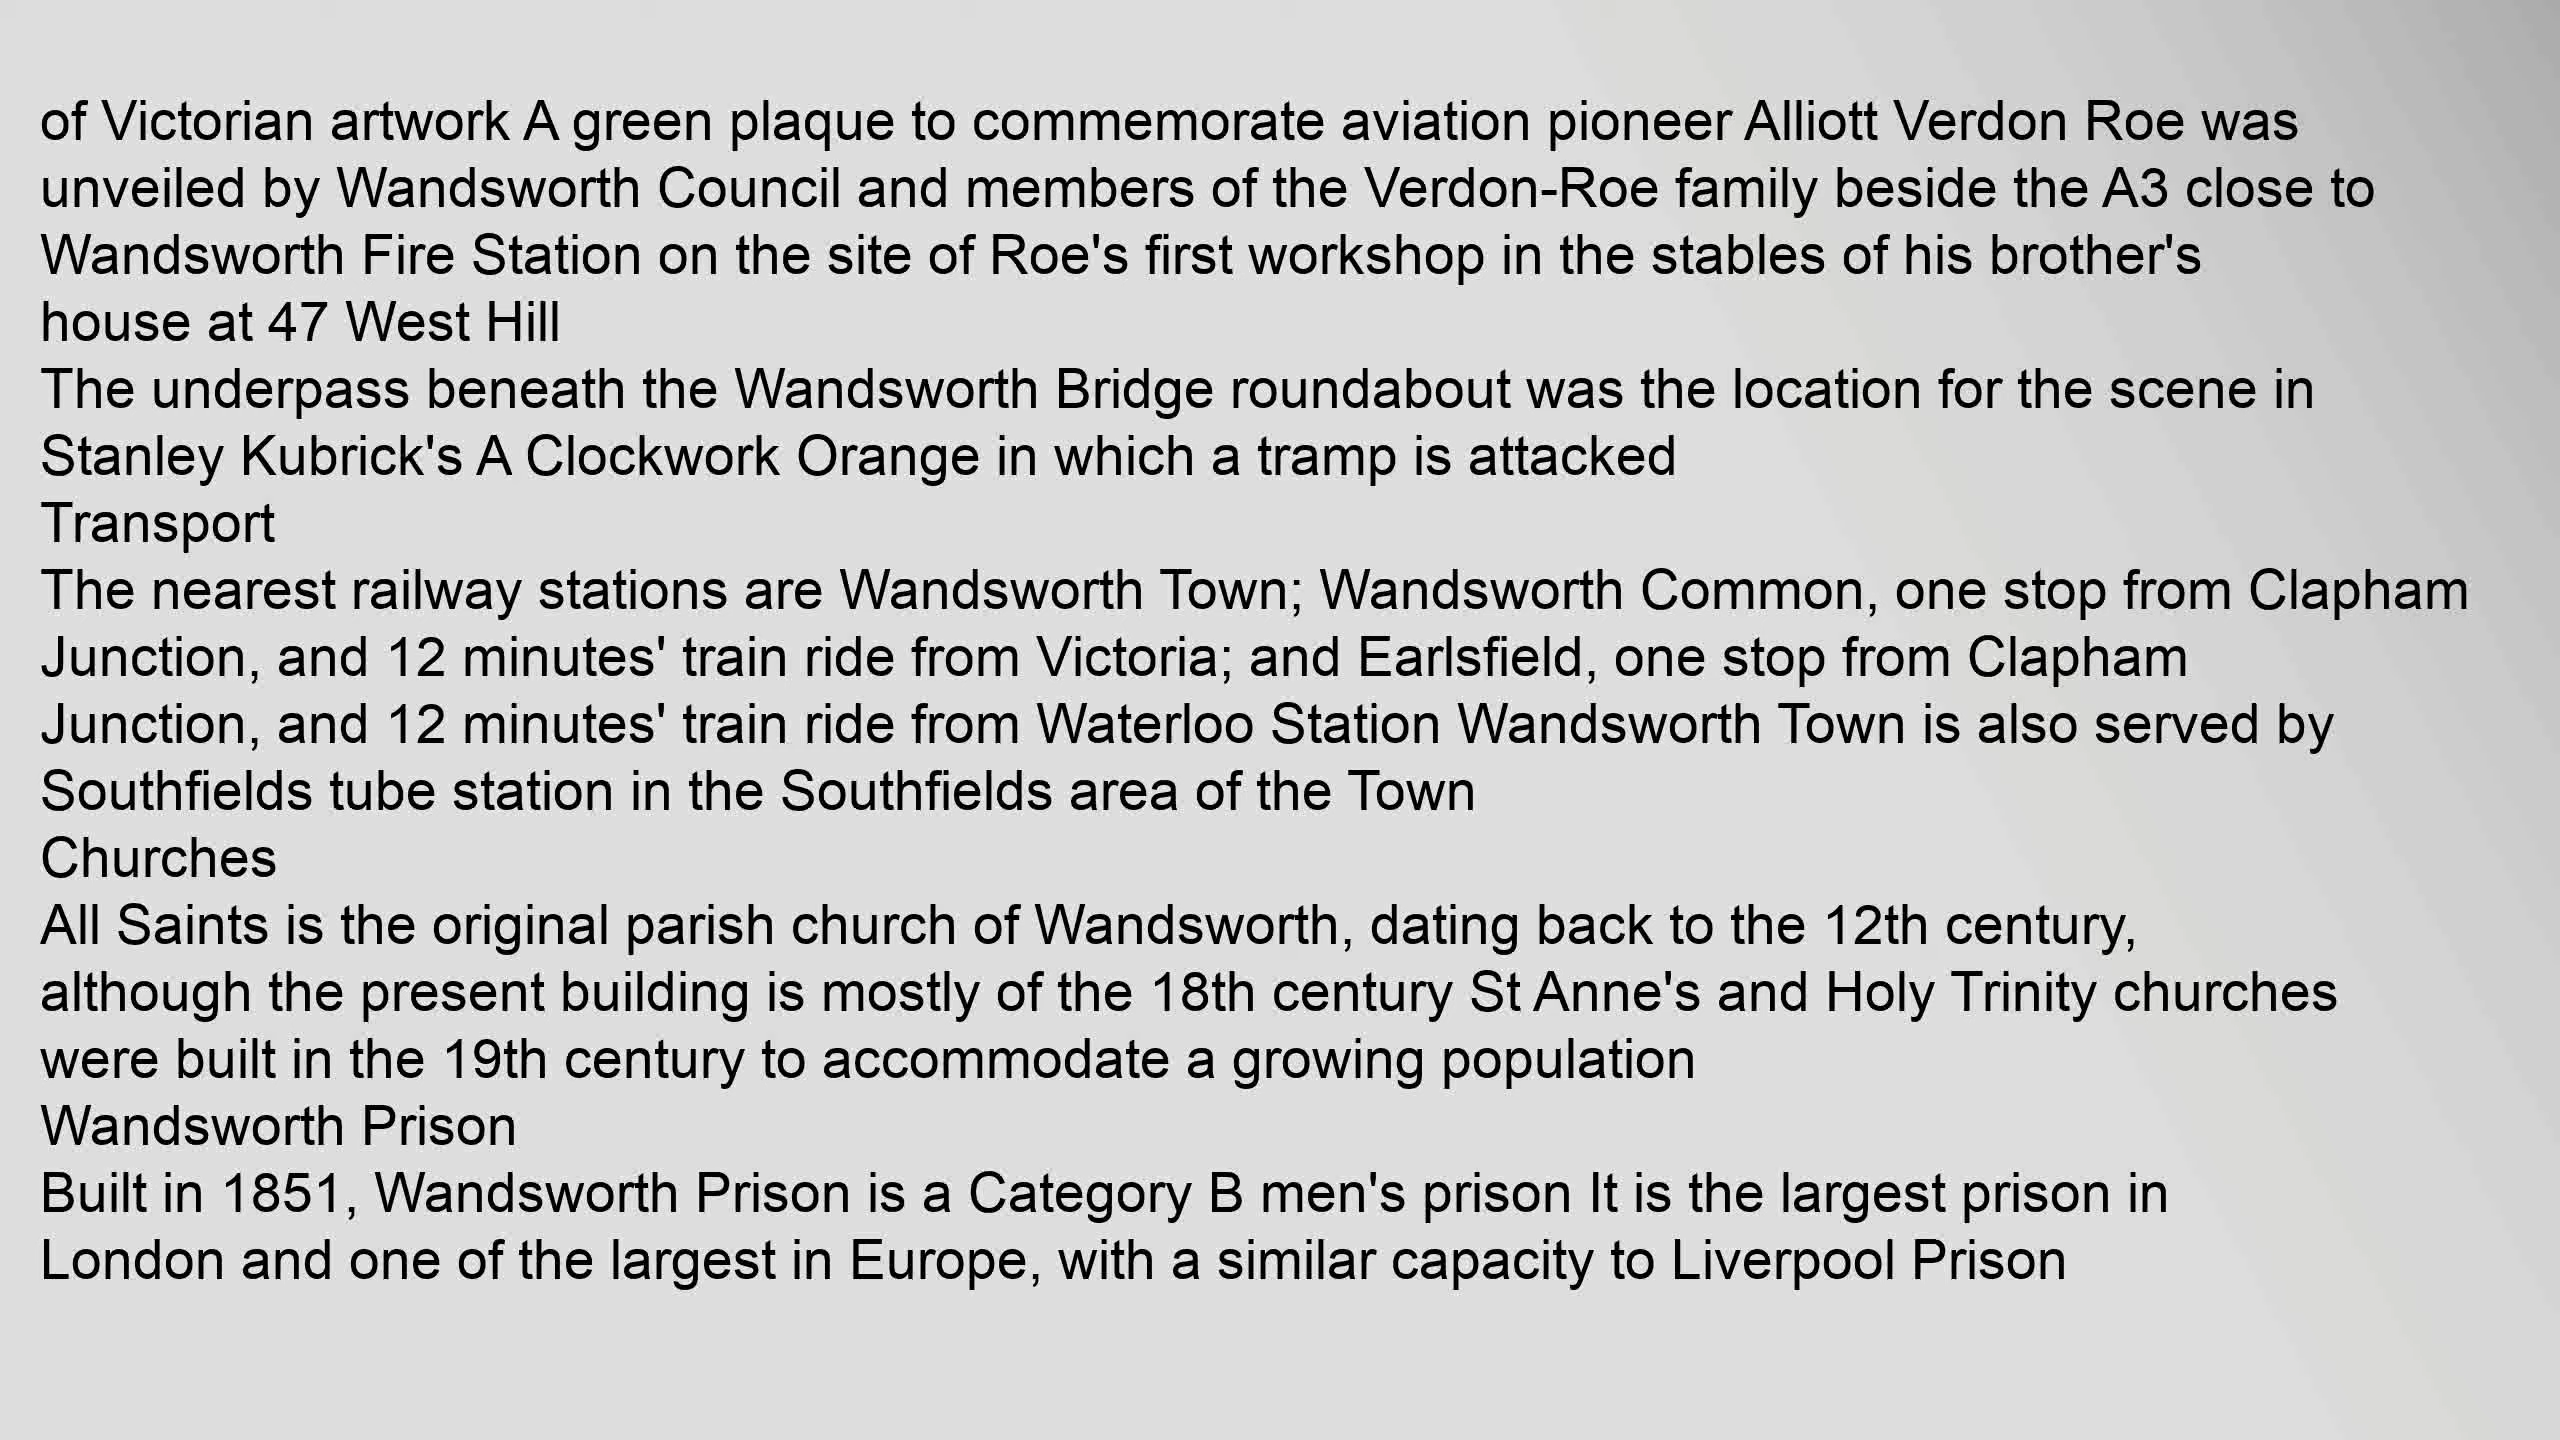 of Victorian artwork A green plaque to commemorate aviation pioneer Alliott Verdon Roe was
unveiled by Wandsworth Council and members of the Verdon-Roe family beside the A3 close to
Wandsworth Fire Station on the site of Roe's first workshop in the stables of his brother's
house at 47 West Hill
The underpass beneath the Wandsworth Bridge roundabout was the location for the scene in
Stanley Kubrick's A Clockwork Orange in which a tramp is attacked
Transport
The nearest railway stations are Wandsworth Town; Wandsworth Common, one stop from Clapham
Junction, and 12 minutes' train ride from Victoria; and Earlsfield, one stop from Clapham
Junction, and 12 minutes' train ride from Waterloo Station Wandsworth Town is also served by
Southfields tube station in the Southfields area of the Town
Churches
All Saints is the original parish church of Wandsworth, dating back to the 12th century,
although the present building is mostly of the 18th century St Anne's and Holy Trinity churches
were built in the 19th century to accommodate a growing population
Wandsworth Prison
Built in 1851, Wandsworth Prison is a Category B men's prison It is the largest prison in
London and one of the largest in Europe, with a similar capacity to Liverpool Prison